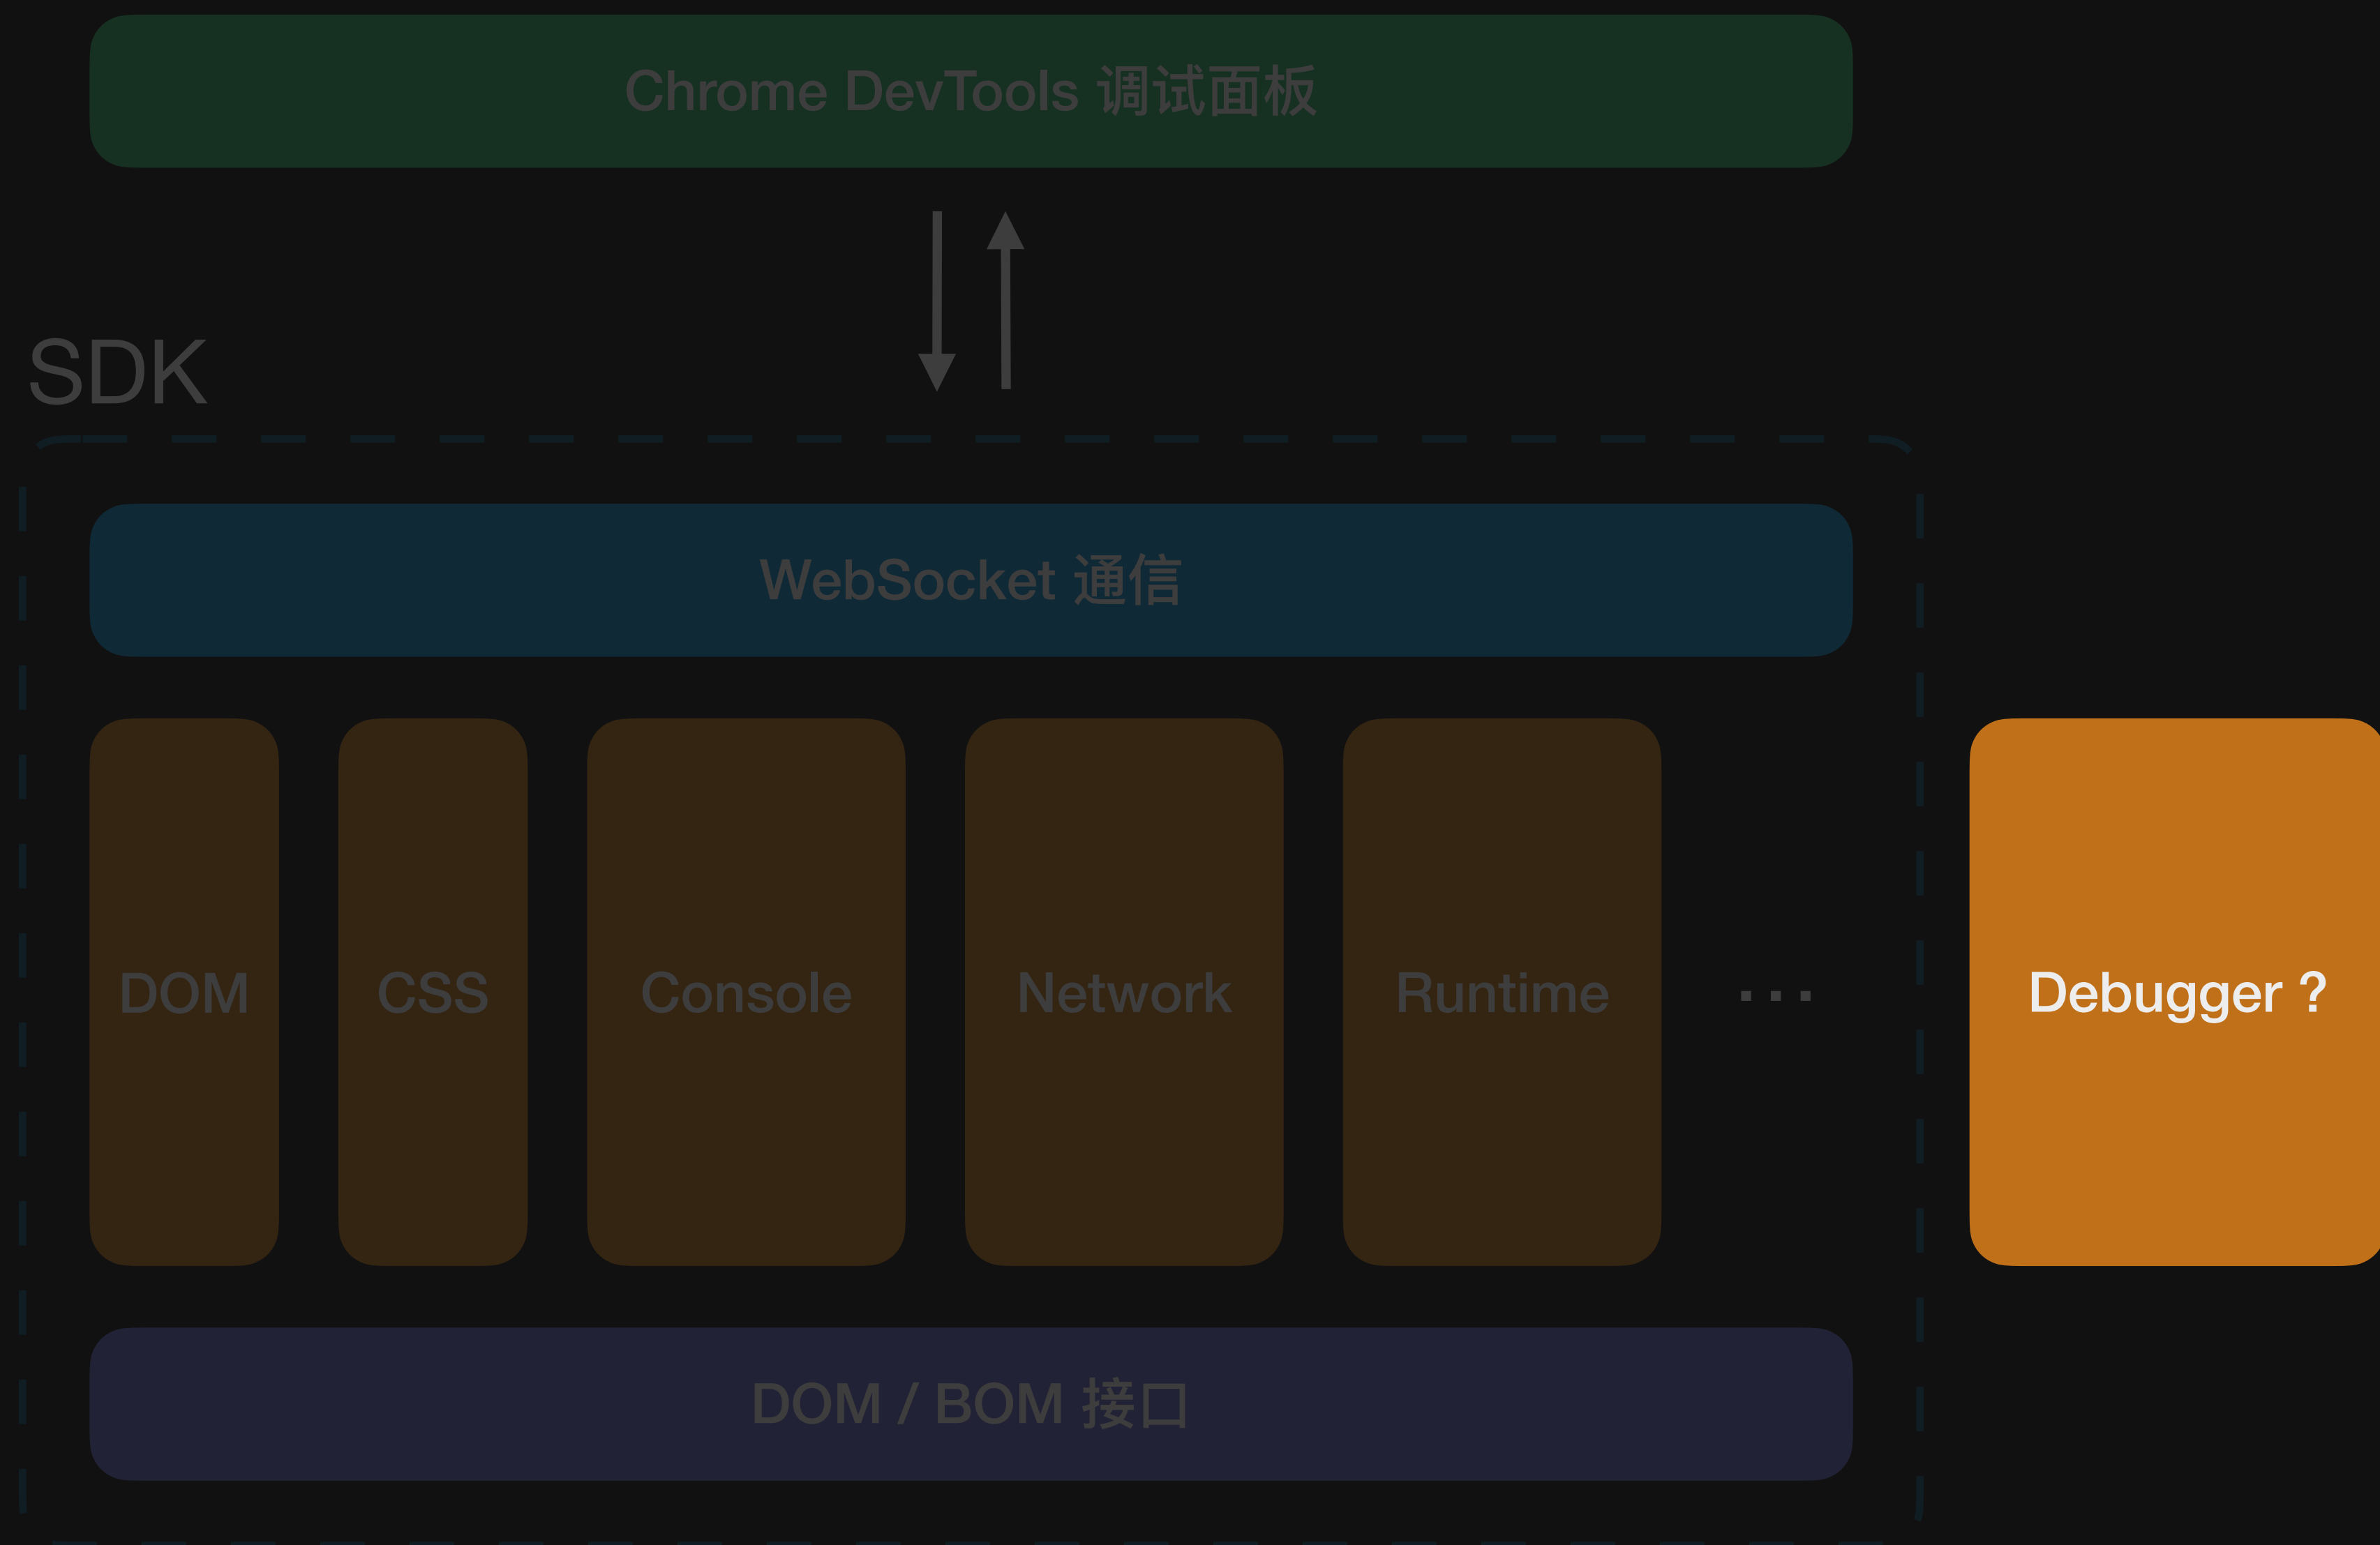 Chrome DevTools 调试面板
SDK
WebSocket 通信
DOM
CSS
Console
Network
Runtime
...
Debugger？
DOM / BOM 接口